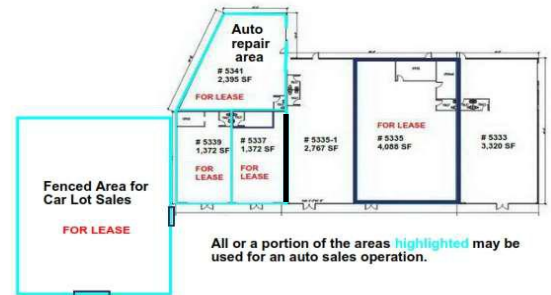 Auto
repair
area
# 5341
2,395 SF
FOR LEASE
# 5339
1,372 SF
FOR
LEASE
# 5337
1,372 SF
FOR
LEASE
# 5335-1
2,767 SF
FOR LEASE
# 5335
4,088 SF
# 5333
3,320 SF
Fenced Area for
Car Lot Sales
FOR LEASE
All or a portion of the areas highlighted may be
used for an auto sales operation.